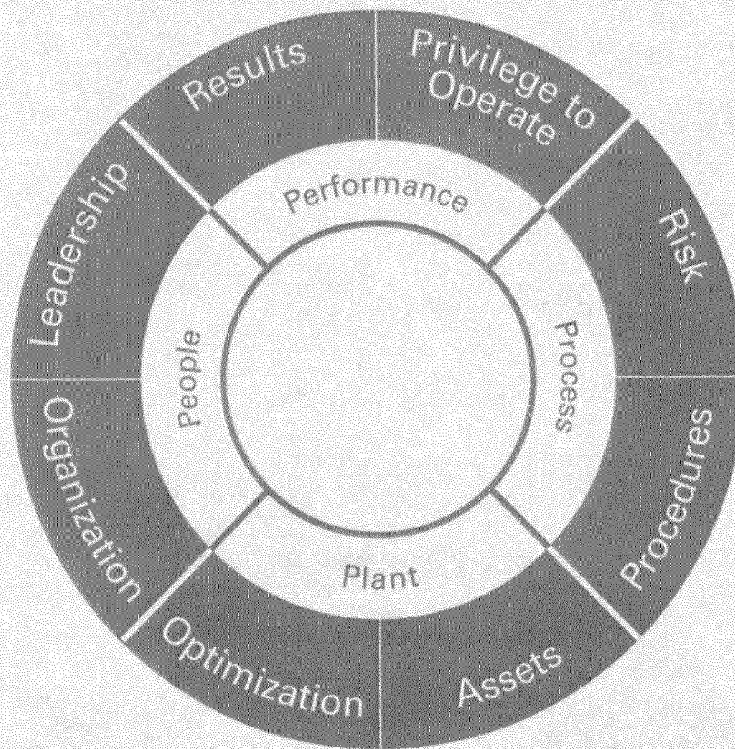 Results
Privilege to
Operate
Risk
Procedures
Assets
Optimization
Organization
Leadership
Performance
Process
Plant
People